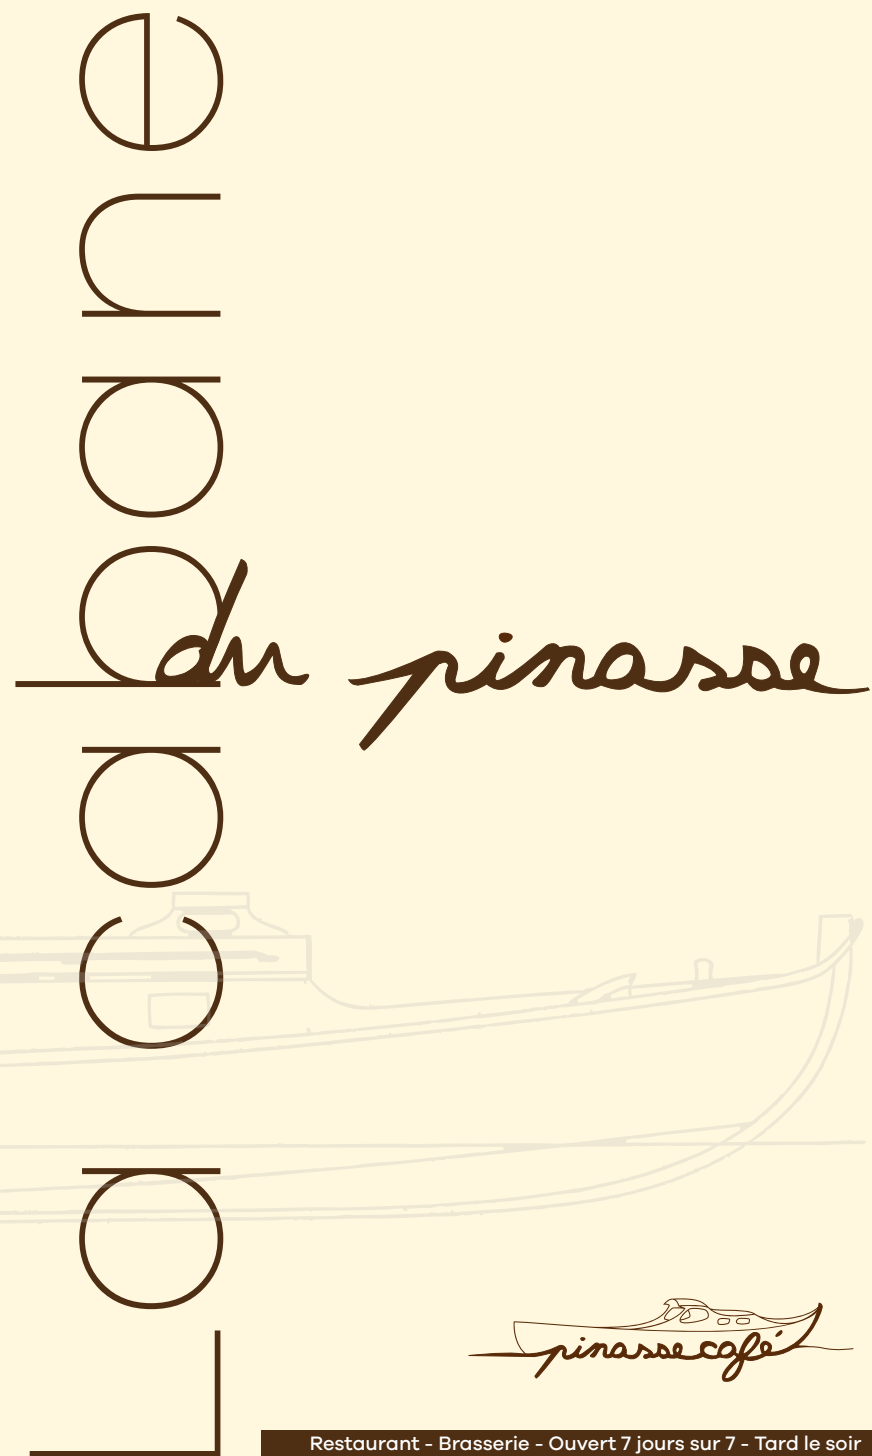 La cabane
du pinasse
pinasse café
Restaurant - Brasserie - Ouvert 7 jours sur 7 - Tard le soir